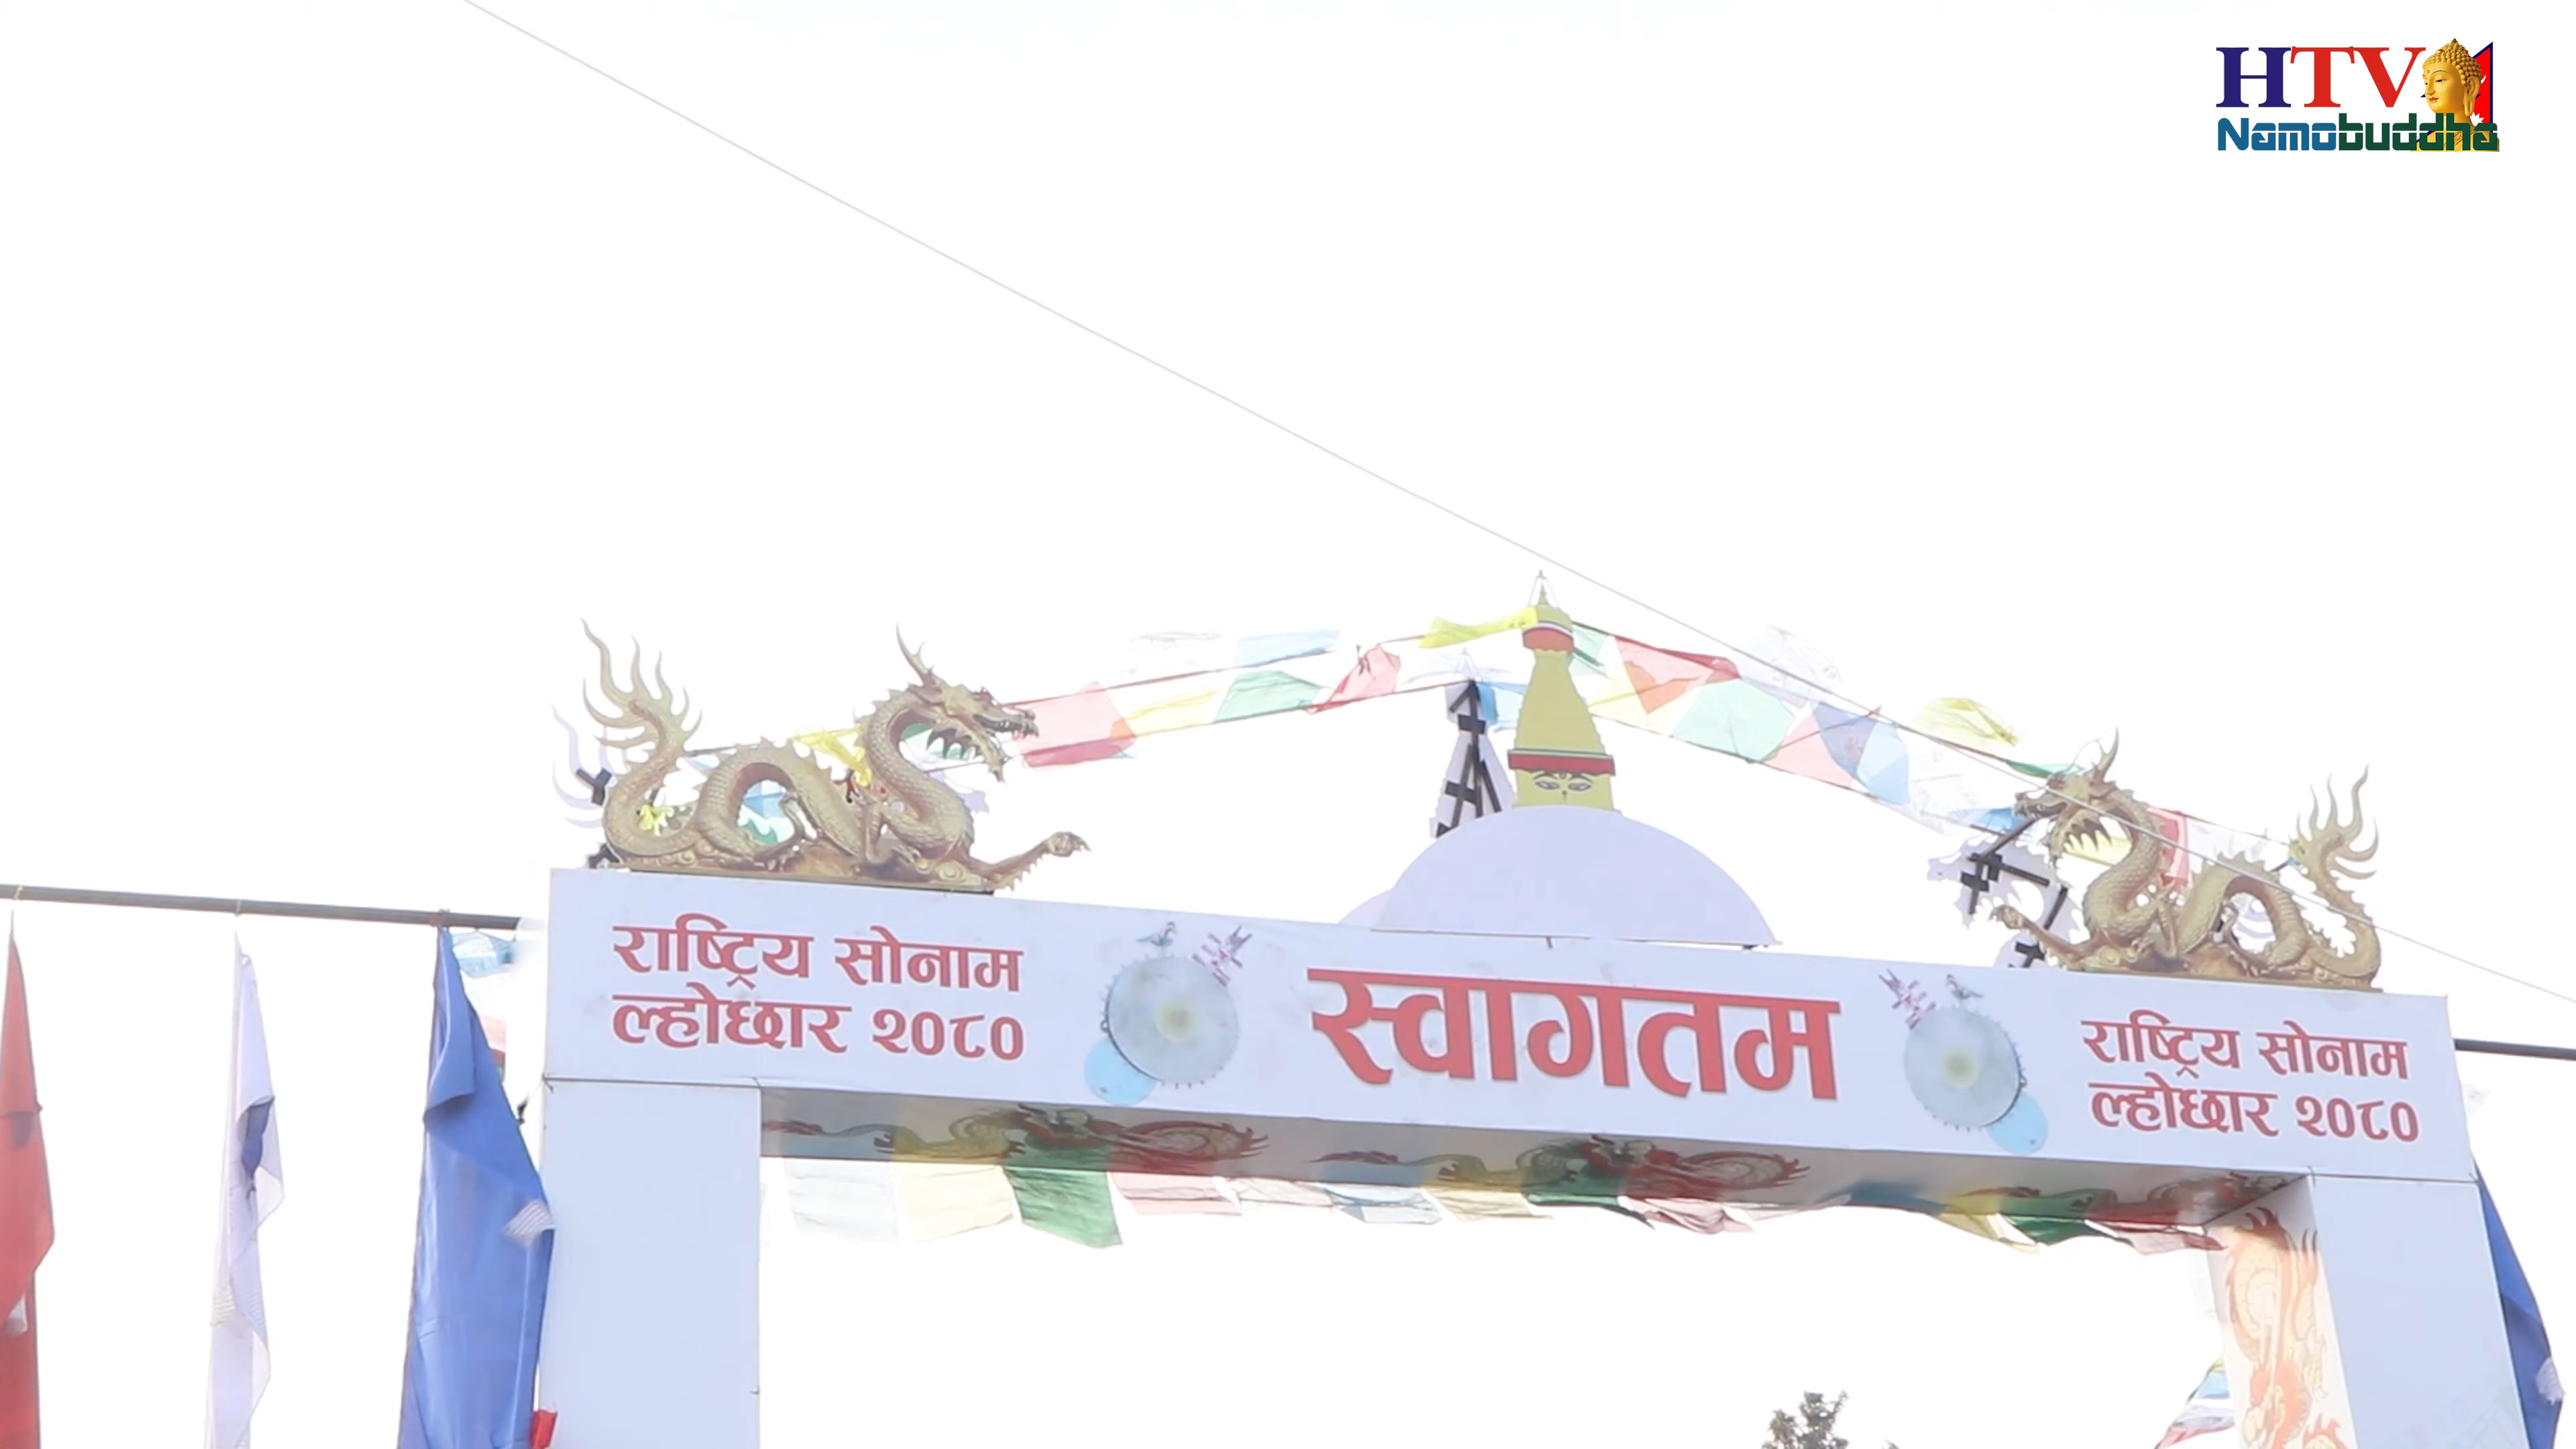 HTV
Namobuddha
राष्ट्रिय सोनाम
ल्होछार २०८०
स्वागतम
राष्ट्रिय सोनाम
ल्होछार २०८०